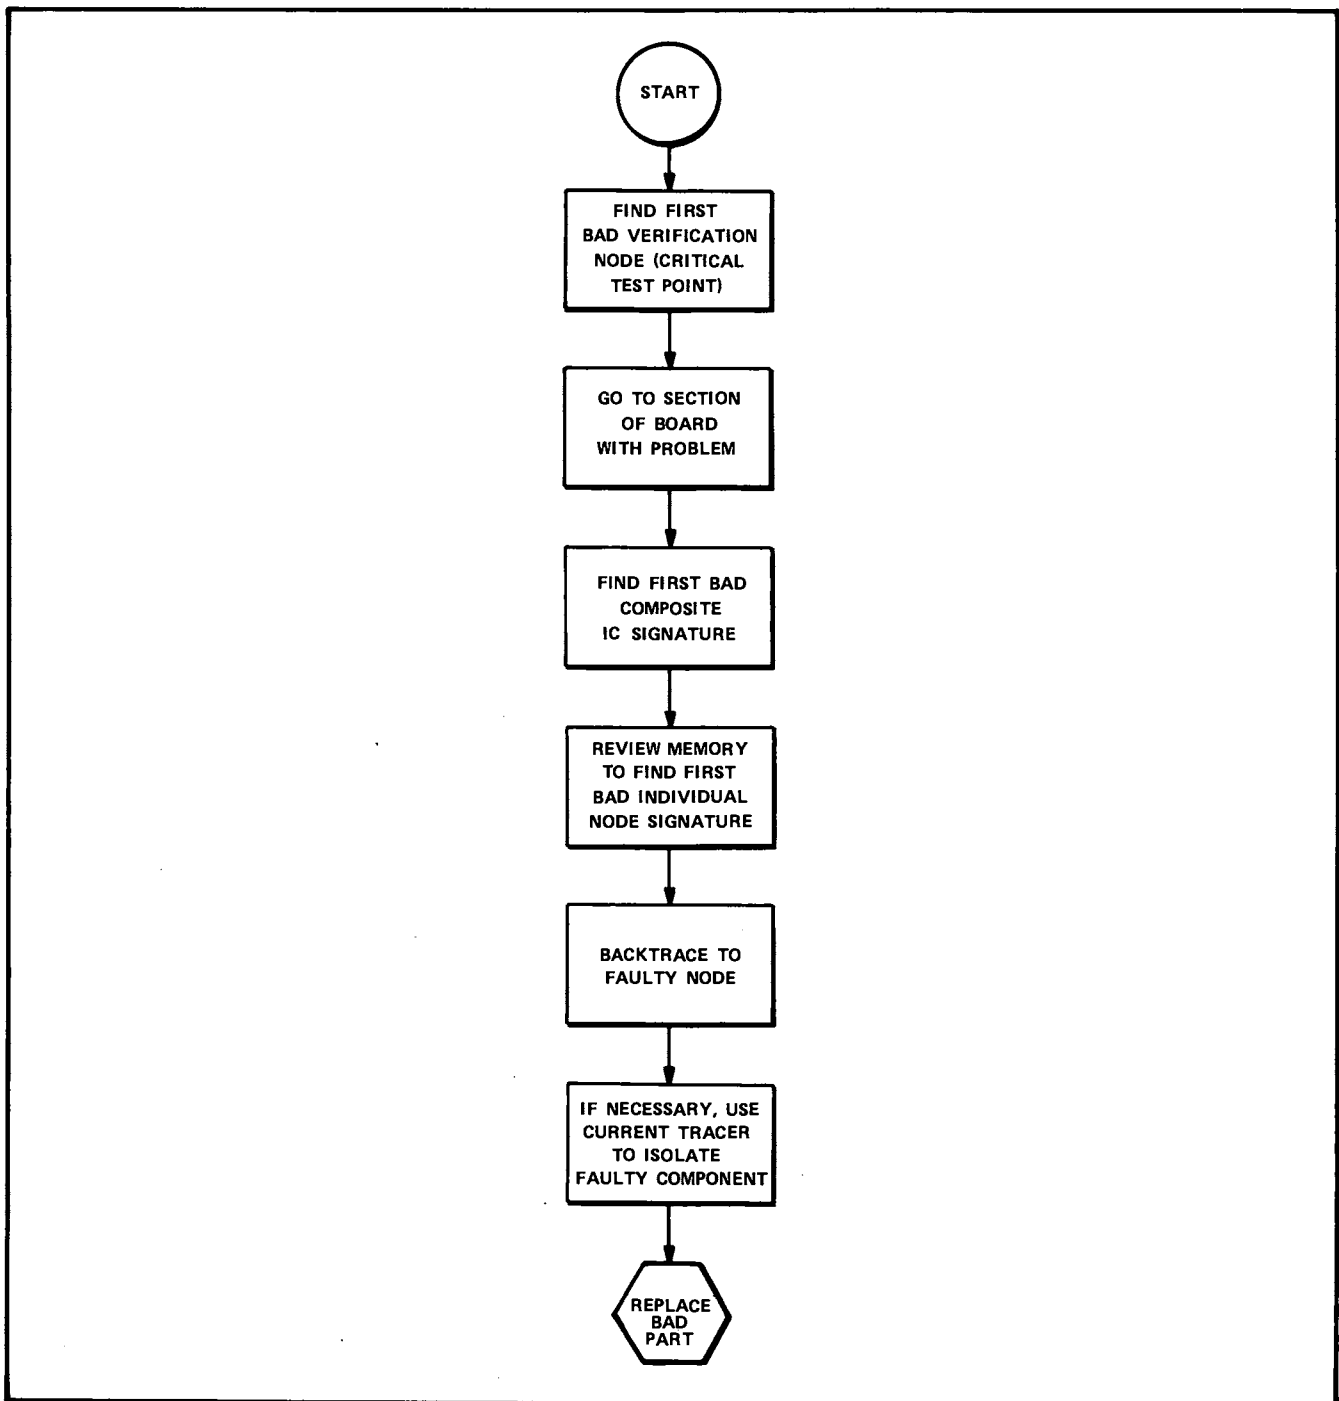 START
FIND FIRST
BAD VERIFICATION
NODE (CRITICAL
TEST POINT)
GO TO SECTION
OF BOARD
WITH PROBLEM
FIND FIRST BAD
COMPOSITE
IC SIGNATURE
REVIEW MEMORY
TO FIND FIRST
BAD INDIVIDUAL
NODE SIGNATURE
BACKTRACE TO
FAULTY NODE
IF NECESSARY, USE
CURRENT TRACER
TO ISOLATE
FAULTY COMPONENT
REPLACE
BAD
PART